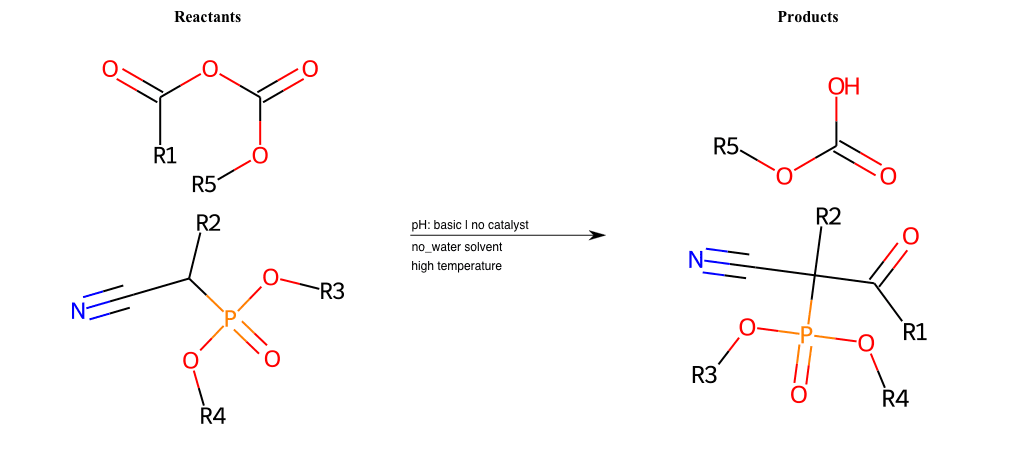 Reactants
Products
O
O
O
R1
O
R5
OH
R5
O
O
R2
N
O
R3
P
O
O
R4
pH: basic | no catalyst
no_water solvent
high temperature
R2
O
N
R1
O
P
O
R3
O
R4